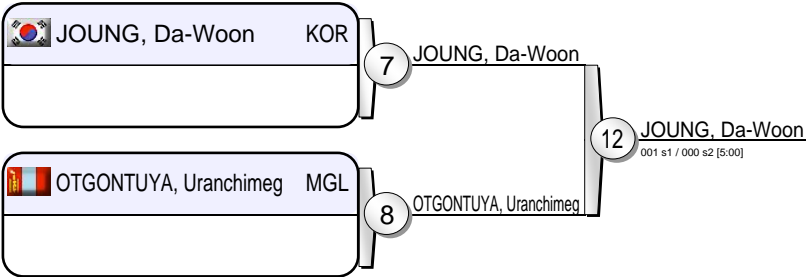 JOUNG, Da-Woon KOR
7
JOUNG, Da-Woon
12
JOUNG, Da-Woon
001 s1 / 000 s2 [5:00]
OTGONTUYA, Uranchimeg MGL
8
OTGONTUYA, Uranchimeg